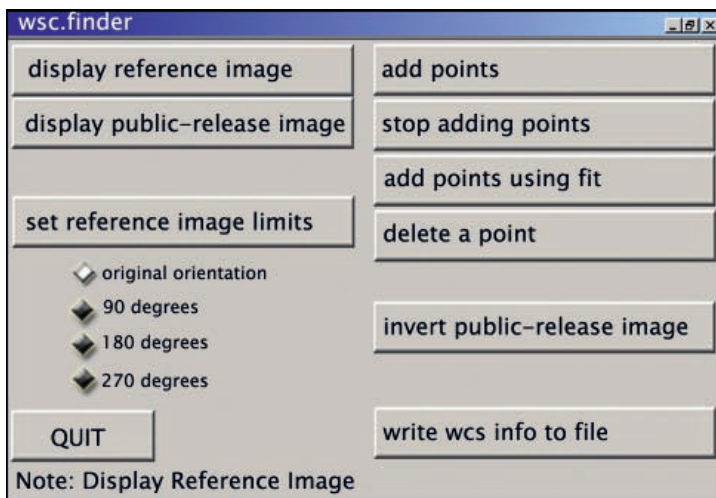 wsc.finder
display reference image
display public-release image
set reference image limits
original orientation
90 degrees
180 degrees
270 degrees
QUIT
Note: Display Reference Image
add points
stop adding points
add points using fit
delete a point
invert public-release image
write wcs info to file